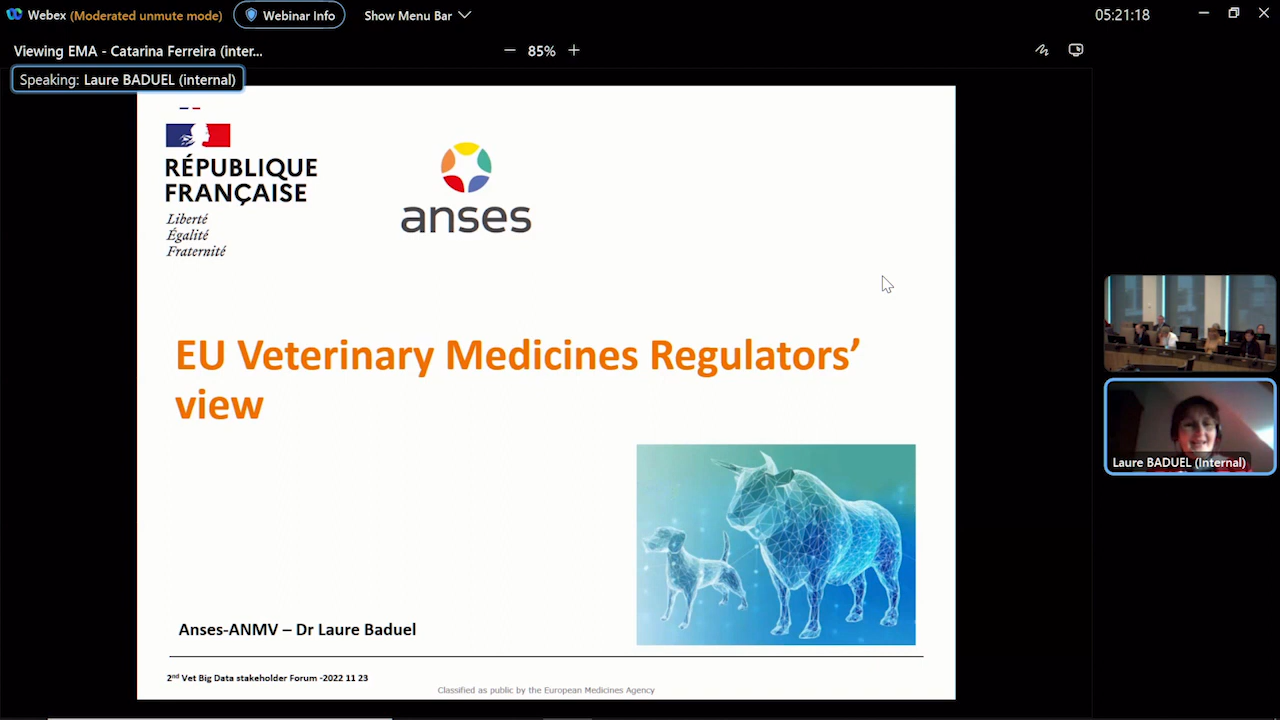 Webex (Moderated unmute mode) Webinar Info Show Menu Bar 05:21:18
Viewing EMA - Catarina Ferreira (inter... 85%
Speaking: Laure BADUEL (internal)
RÉPUBLIQUE
FRANÇAISE
Liberté
Égalité
Fraternité
anses
EU Veterinary Medicines Regulators’
view
Anses-ANMV – Dr Laure Baduel
2nd Vet Big Data stakeholder Forum -2022 11 23
Classified as public by the European Medicines Agency
Laure BADUEL (internal)